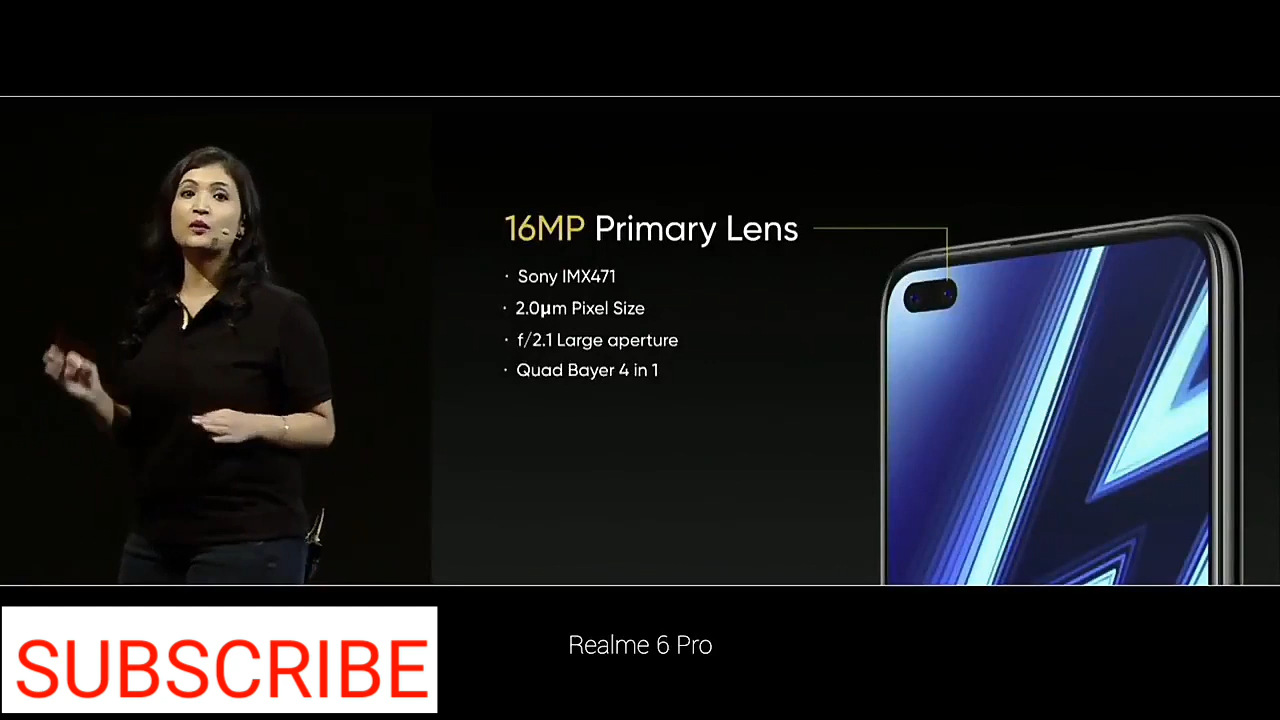 16MP Primary Lens
· Sony IMX471
· 2.0μm Pixel Size
· f/2.1 Large aperture
· Quad Bayer 4 in 1
SUBSCRIBE
Realme 6 Pro